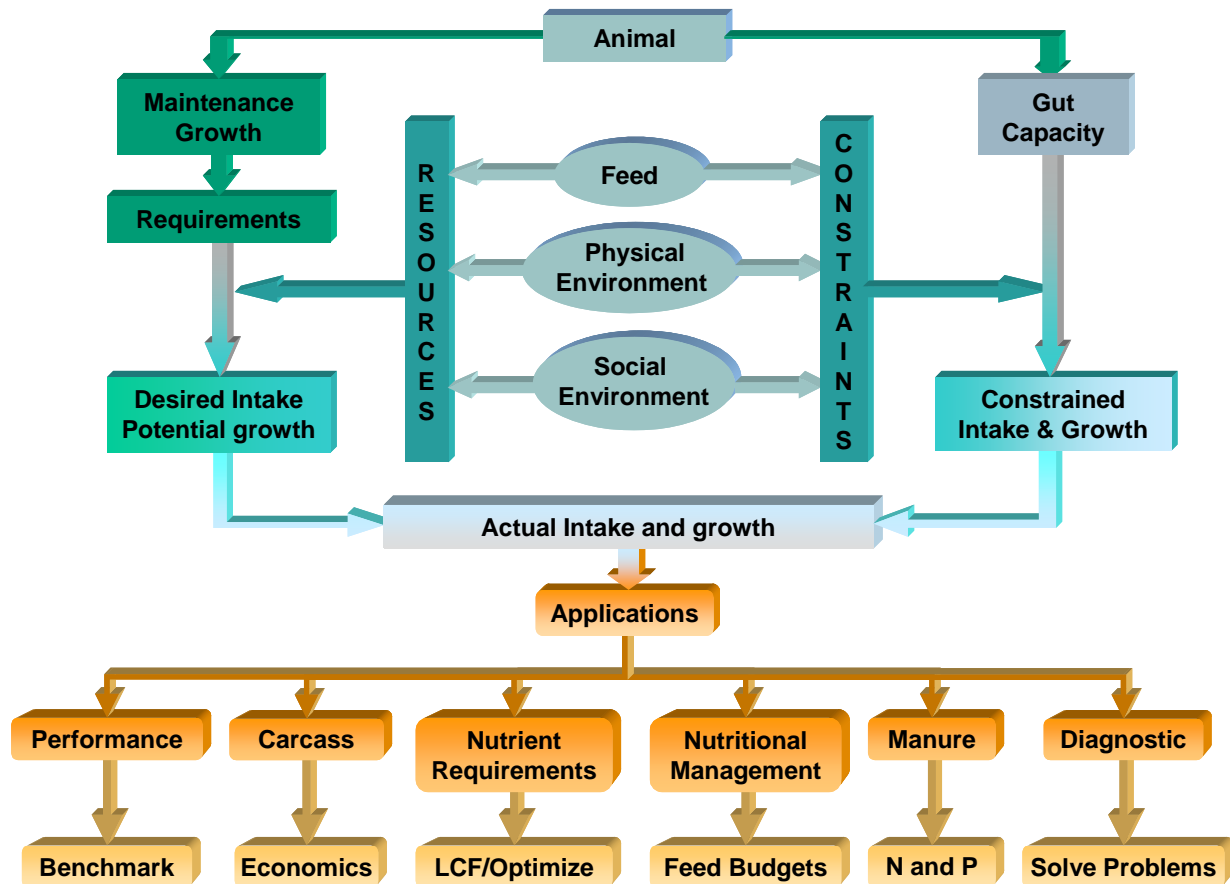 Animal
Maintenance
Growth
Gut
Capacity
RESOURCES
CONSTRAINTS
Feed
Requirements
Physical
Environment
Social
Environment
Desired Intake
Potential growth
Constrained
Intake & Growth
Actual Intake and growth
Applications
Performance
Carcass
Nutrient
Requirements
Nutritional
Management
Manure
Diagnostic
Benchmark
Economics
LCF/Optimize
Feed Budgets
N and P
Solve Problems